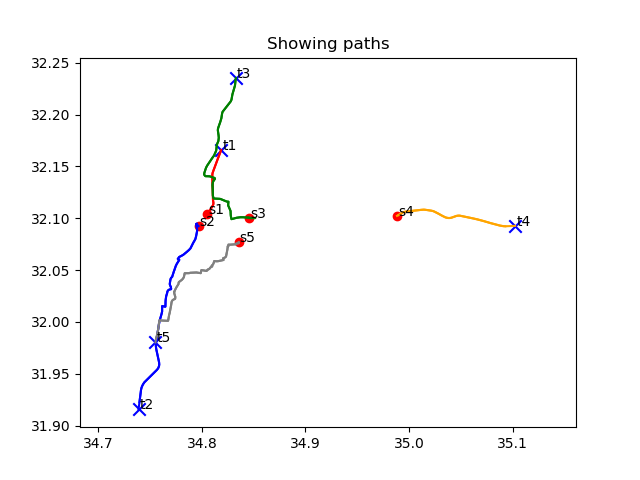 Showing paths
32.25
32.20
32.15
32.10
32.05
32.00
31.95
31.90
34.7 34.8 34.9 35.0 35.1
t3
t1
s1
s2
s3
s4
t4
s5
t5
t2